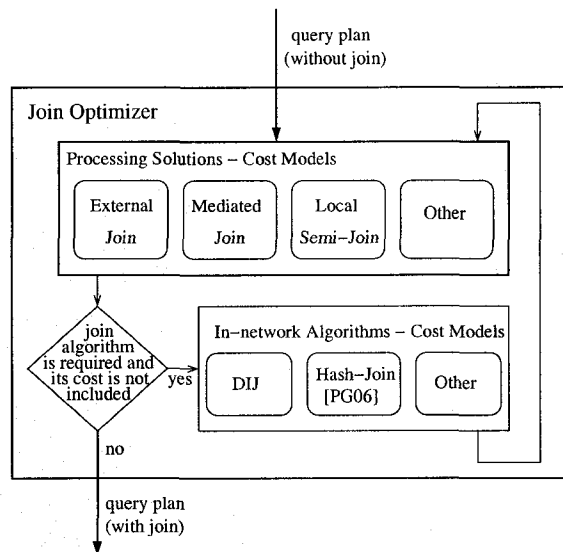 query plan
(without join)
Join Optimizer
Processing Solutions – Cost Models
External
Join
Mediated
Join
Local
Semi–Join
Other
join
algorithm
is required and
its cost is not
included
yes
In–network Algorithms – Cost Models
DIJ
Hash–Join
[PG06}
Other
no
query plan
(with join)